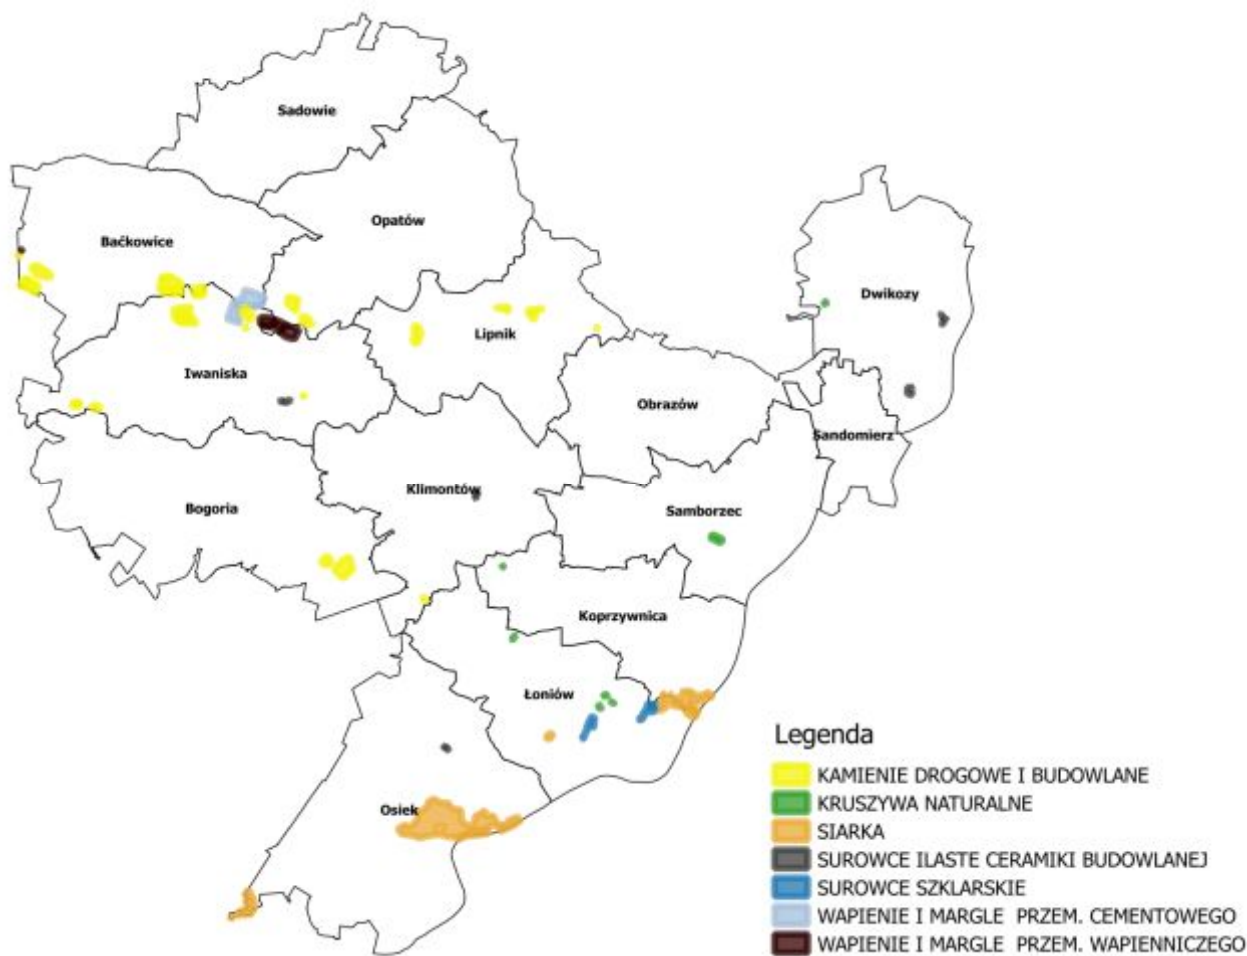 Sadowie
Opatów
Baćkowice
Dwikozy
Lipnik
Iwaniska
Obrazów
Sandomierz
Klimontów
Bogoria
Samborzec
Koprzywnica
Łoniów
Osiek
Legenda
KAMIENIE DROGOWE I BUDOWLANE
KRUSZYWA NATURALNE
SIARKA
SUROWCE ILASTE CERAMIKI BUDOWLANEJ
SUROWCE SZKLARSKIE
WAPIENIE I MARGLE PRZEM. CEMENTOWEGO
WAPIENIE I MARGLE PRZEM. WAPIENNICZEGO